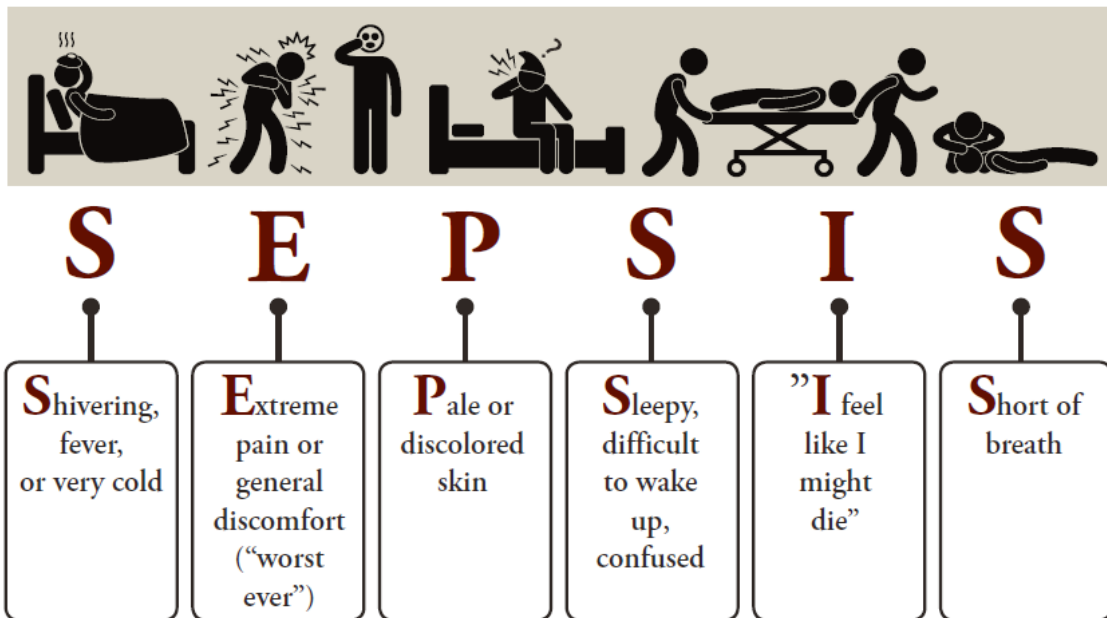 S E P S I S
Shivering,
fever,
or very cold
Extreme
pain or
general
discomfort
(“worst
ever”)
Pale or
discolored
skin
Sleepy,
difficult
to wake
up,
confused
”I feel
like I
might
die”
Short of
breath